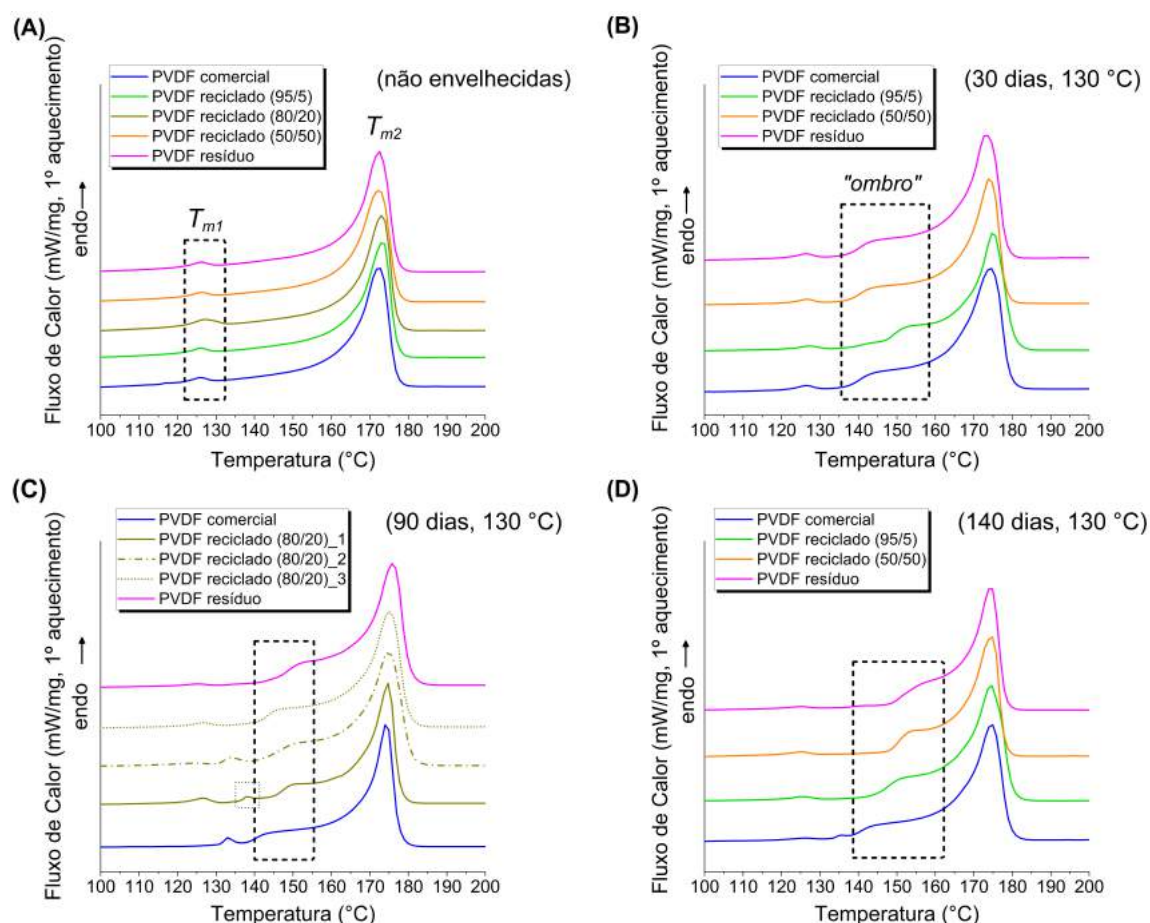 (A)
Fluxo de Calor (mW/mg, 1º aquecimento)
endo
PVDF comercial
PVDF reciclado (95/5)
PVDF reciclado (80/20)
PVDF reciclado (50/50)
PVDF resíduo
(não envelhecidas)
Tm1
Tm2
100 110 120 130 140 150 160 170 180 190 200
Temperatura (°C)
(B)
Fluxo de Calor (mW/mg, 1º aquecimento)
endo
PVDF comercial
PVDF reciclado (95/5)
PVDF reciclado (50/50)
PVDF resíduo
(30 dias, 130 °C)
"ombro"
100 110 120 130 140 150 160 170 180 190 200
Temperatura (°C)
(C)
Fluxo de Calor (mW/mg, 1º aquecimento)
endo
PVDF comercial
PVDF reciclado (80/20)_1
PVDF reciclado (80/20)_2
PVDF reciclado (80/20)_3
PVDF resíduo
(90 dias, 130 °C)
100 110 120 130 140 150 160 170 180 190 200
Temperatura (°C)
(D)
Fluxo de Calor (mW/mg, 1º aquecimento)
endo
PVDF comercial
PVDF reciclado (95/5)
PVDF reciclado (50/50)
PVDF resíduo
(140 dias, 130 °C)
100 110 120 130 140 150 160 170 180 190 200
Temperatura (°C)